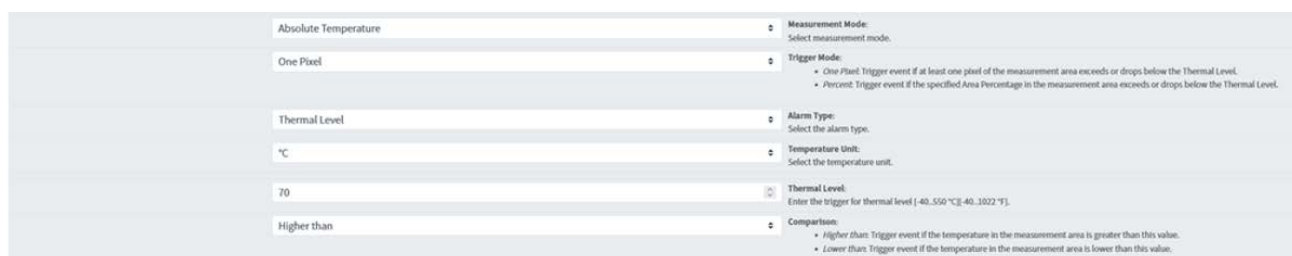 Absolute Temperature
Measurement Mode:
Select measurement mode.
One Pixel
Trigger Mode:
• One Pixel: Trigger event if at least one pixel of the measurement area exceeds or drops below the Thermal Level.
• Percent: Trigger event if the specified Area Percentage in the measurement area exceeds or drops below the Thermal Level.
Thermal Level
Alarm Type:
Select the alarm type.
°C
Temperature Unit:
Select the temperature unit.
70
Thermal Level:
Enter the trigger for thermal level [-40..550 °C][-40..1022 °F].
Higher than
Comparison:
• Higher than: Trigger event if the temperature in the measurement area is greater than this value.
• Lower than: Trigger event if the temperature in the measurement area is lower than this value.